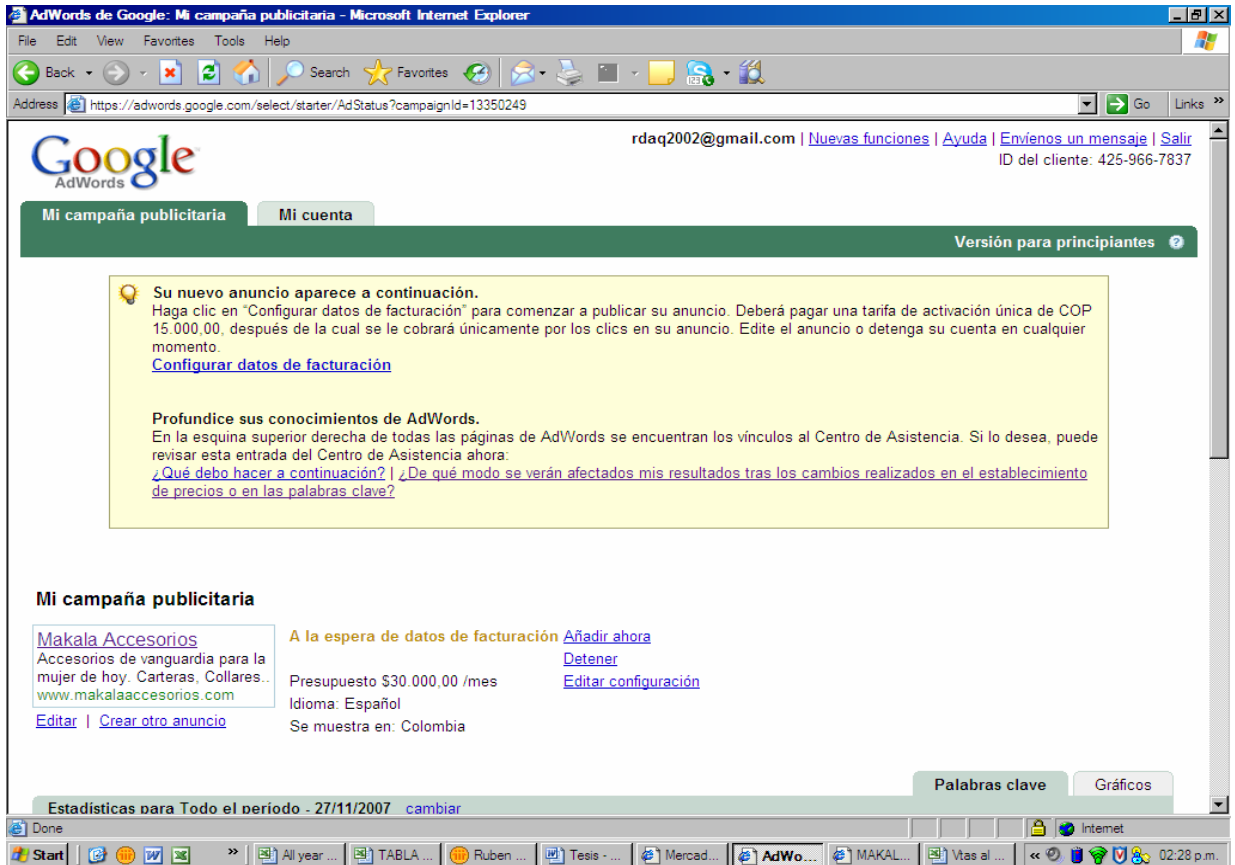 AdWords de Google: Mi campaña publicitaria - Microsoft Internet Explorer
File Edit View Favorites Tools Help
Back Search Favorites
Address https://adwords.google.com/select/starter/AdStatus?campaignId=13350249 Go Links »
rdaq2002@gmail.com | Nuevas funciones | Ayuda | Envíenos un mensaje | Salir
Google
AdWords
ID del cliente: 425-966-7837
Mi campaña publicitaria Mi cuenta
Versión para principiantes ?
Su nuevo anuncio aparece a continuación.
Haga clic en “Configurar datos de facturación” para comenzar a publicar su anuncio. Deberá pagar una tarifa de activación única de COP
15.000,00, después de la cual se le cobrará únicamente por los clics en su anuncio. Edite el anuncio o detenga su cuenta en cualquier
momento.
Configurar datos de facturación
Profundice sus conocimientos de AdWords.
En la esquina superior derecha de todas las páginas de AdWords se encuentran los vínculos al Centro de Asistencia. Si lo desea, puede
revisar esta entrada del Centro de Asistencia ahora:
¿Qué debo hacer a continuación? | ¿De qué modo se verán afectados mis resultados tras los cambios realizados en el establecimiento
de precios o en las palabras clave?
Mi campaña publicitaria
Makala Accesorios
Accesorios de vanguardia para la
mujer de hoy. Carteras, Collares..
www.makalaaccesorios.com
Editar | Crear otro anuncio
A la espera de datos de facturación Añadir ahora
Detener
Presupuesto $30.000,00 /mes Editar configuración
Idioma: Español
Se muestra en: Colombia
Palabras clave Gráficos
Estadísticas para Todo el período - 27/11/2007 cambiar
Done Internet
Start » All year ... TABLA ... Ruben ... Tesis - ... Mercad... AdWo... MAKAL... Vtas al ... « 02:28 p.m.